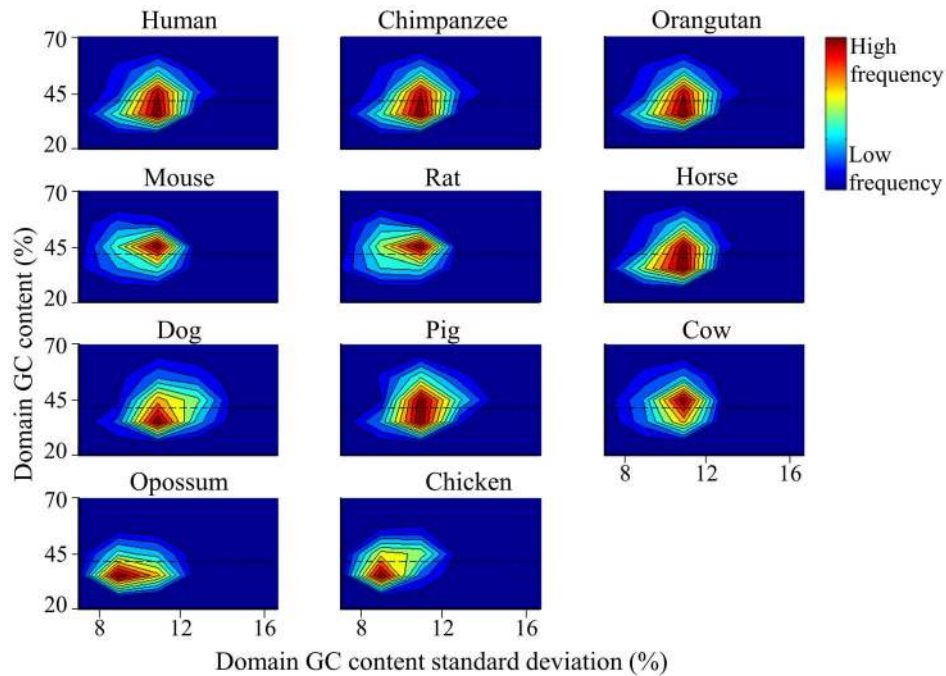 Human Chimpanzee Orangutan
70
45
20
High
frequency
Low
frequency
Mouse Rat Horse
70
45
20
Dog Pig Cow
70
45
20
8 12 16
Opossum Chicken
70
45
20
8 12 16 8 12 16
Domain GC content (%)
Domain GC content standard deviation (%)